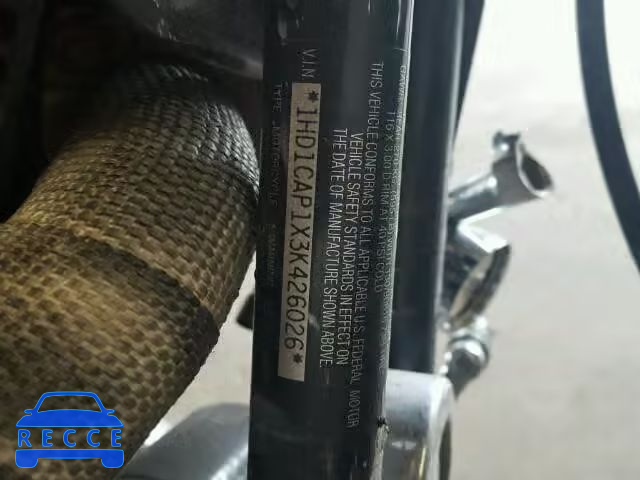 THIS VEHICLE CONFORMS TO ALL APPLICABLE U.S. FEDERAL MOTOR
VEHICLE SAFETY STANDARDS IN EFFECT ON
THE DATE OF MANUFACTURE SHOWN ABOVE.
V.I.N.
*1HD1CAP1X3K426026*
TYPE: MOTORCYCLE
RECCE